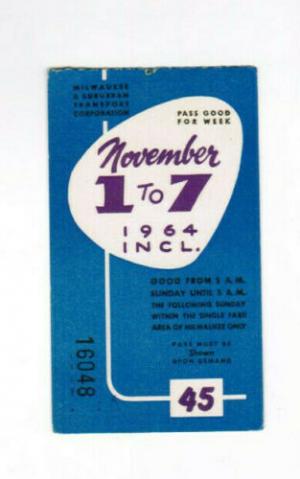 MILWAUKEE
& SUBURBAN
TRANSPORT
CORPORATION
PASS GOOD
FOR WEEK
November
1 TO 7
1964
INCL.
GOOD FROM 5 A.M.
SUNDAY UNTIL 5 A.M.
THE FOLLOWING SUNDAY
WITHIN THE SINGLE FARE
AREA OF MILWAUKEE ONLY
PASS MUST BE
Shown
UPON DEMAND
16048
45